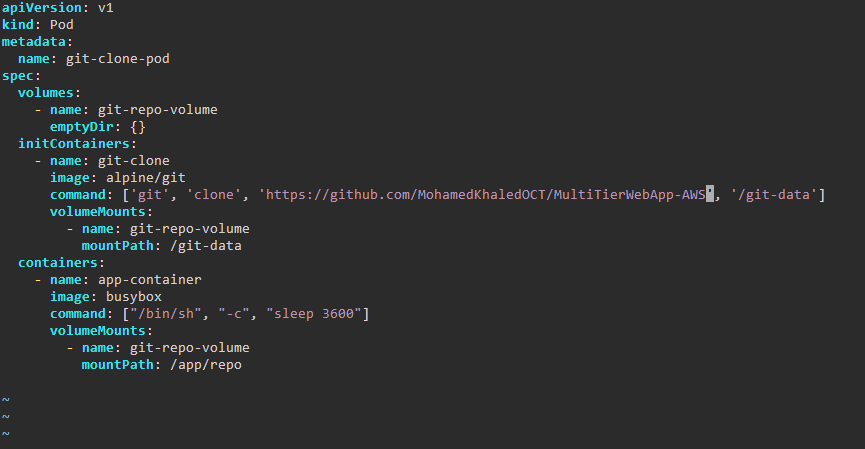 apiVersion: v1
kind: Pod
metadata:
  name: git-clone-pod
spec:
  volumes:
    - name: git-repo-volume
      emptyDir: {}
  initContainers:
    - name: git-clone
      image: alpine/git
      command: ['git', 'clone', 'https://github.com/MohamedKhaledOCT/MultiTierWebApp-AWS', '/git-data']
      volumeMounts:
        - name: git-repo-volume
          mountPath: /git-data
  containers:
    - name: app-container
      image: busybox
      command: ["/bin/sh", "-c", "sleep 3600"]
      volumeMounts:
        - name: git-repo-volume
          mountPath: /app/repo

~
~
~